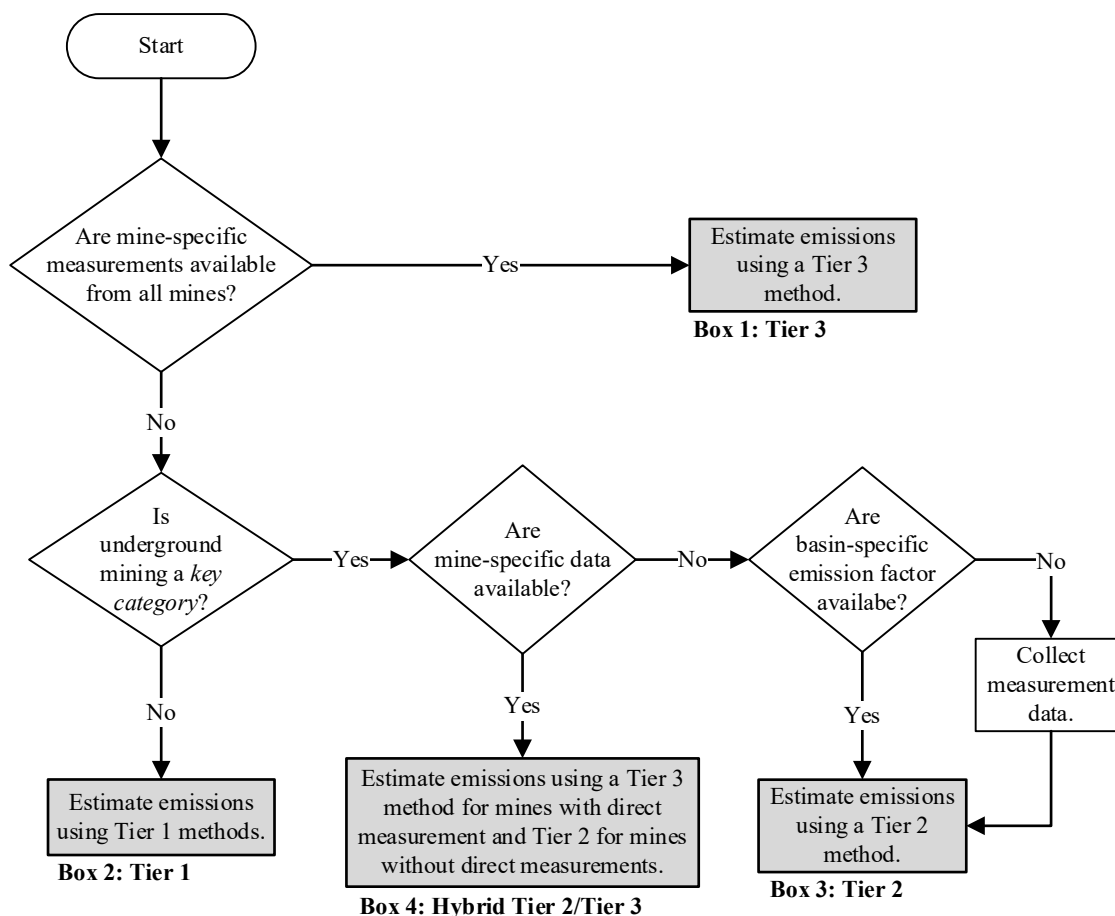 Start
Are mine-specific
measurements available
from all mines?
Yes
Estimate emissions
using a Tier 3
method.
Box 1: Tier 3
No
Is
underground
mining a key
category?
Yes
Are
mine-specific data
available?
No
Are
basin-specific
emission factor
availabe?
No
Collect
measurement
data.
No
Yes
Yes
Estimate emissions
using Tier 1 methods.
Box 2: Tier 1
Estimate emissions using a Tier 3
method for mines with direct
measurement and Tier 2 for mines
without direct measurements.
Box 4: Hybrid Tier 2/Tier 3
Estimate emissions
using a Tier 2
method.
Box 3: Tier 2